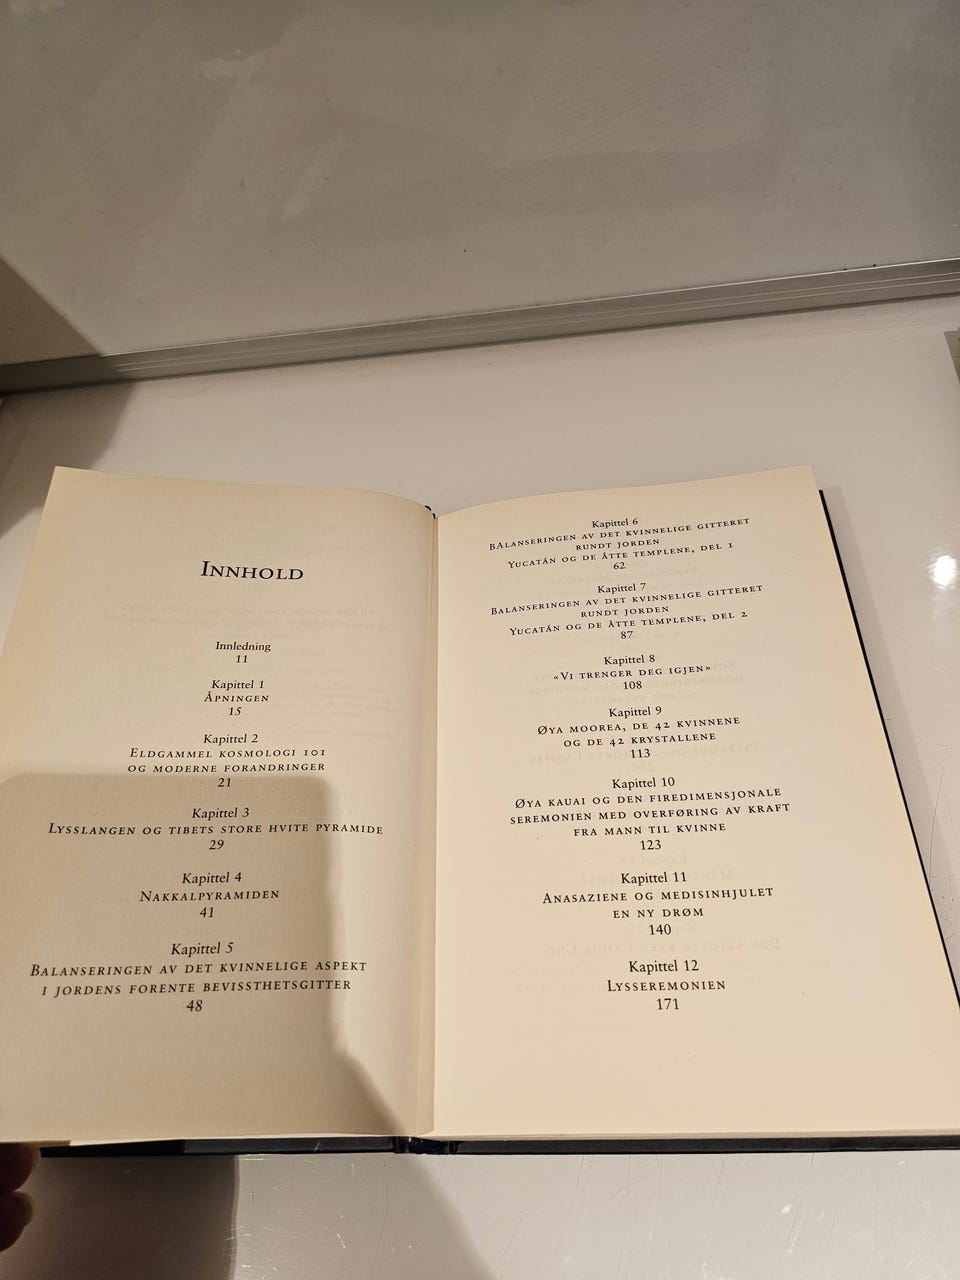 Innhold
Innledning
11
Kapittel 1
Åpningen
15
Kapittel 2
Eldgammel kosmologi 101
og moderne forandringer
21
Kapittel 3
Lysslangen og Tibets store hvite pyramide
29
Kapittel 4
Nakkalpyramiden
41
Kapittel 5
Balanseringen av det kvinnelige aspekt
i jordens forente bevissthetsgitter
48
Kapittel 6
Balanseringen av det kvinnelige gitteret
rundt jorden
Yucatán og de åtte templene, del 1
62
Kapittel 7
Balanseringen av det kvinnelige gitteret
rundt jorden
Yucatán og de åtte templene, del 2
87
Kapittel 8
«Vi trenger deg igjen»
108
Kapittel 9
Øya Moorea, de 42 kvinnene
og de 42 krystallene
113
Kapittel 10
Øya Kauai og den firedimensjonale
seremonien med overføring av kraft
fra mann til kvinne
123
Kapittel 11
Anasaziene og medisinhjulet
en ny drøm
140
Kapittel 12
Lysseremonien
171